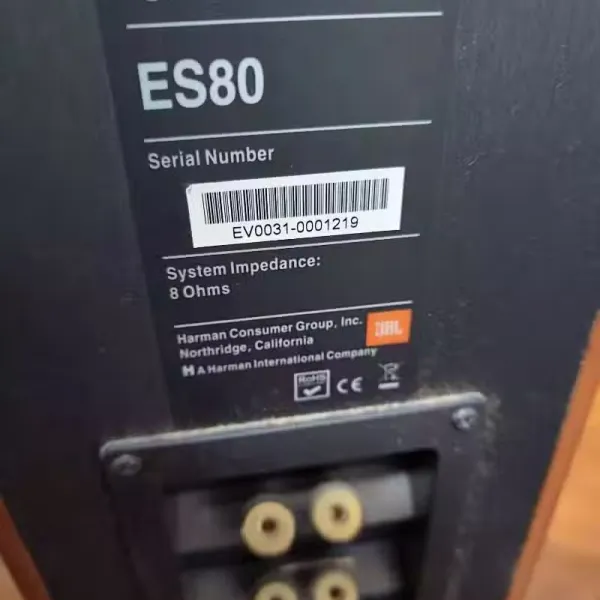 ES80
Serial Number
EV0031-0001219
System Impedance:
8 Ohms
Harman Consumer Group, Inc.
Northridge, California
H A Harman International Company
JBL
RoHS
CE